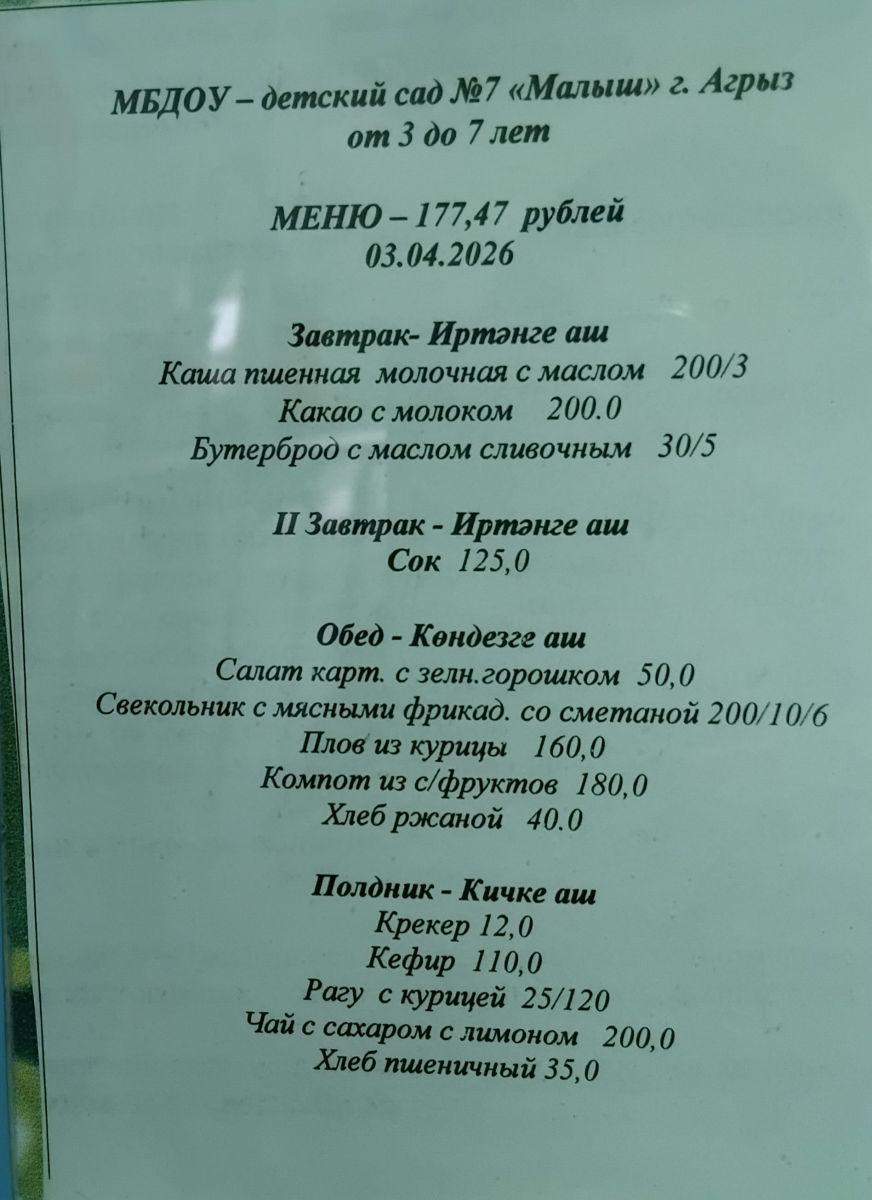 МБДОУ – детский сад №7 «Малыш» г. Агрыз
от 3 до 7 лет
МЕНЮ – 177,47 рублей
03.04.2026
Завтрак- Иртәнге аш
Каша пшенная молочная с маслом 200/3
Какао с молоком 200.0
Бутерброд с маслом сливочным 30/5
II Завтрак - Иртәнге аш
Сок 125,0
Обед - Көндезге аш
Салат карт. с зелн.горошком 50,0
Свекольник с мясными фрикад. со сметаной 200/10/6
Плов из курицы 160,0
Компот из с/фруктов 180,0
Хлеб ржаной 40.0
Полдник - Кичке аш
Крекер 12,0
Кефир 110,0
Рагу с курицей 25/120
Чай с сахаром с лимоном 200,0
Хлеб пшеничный 35,0